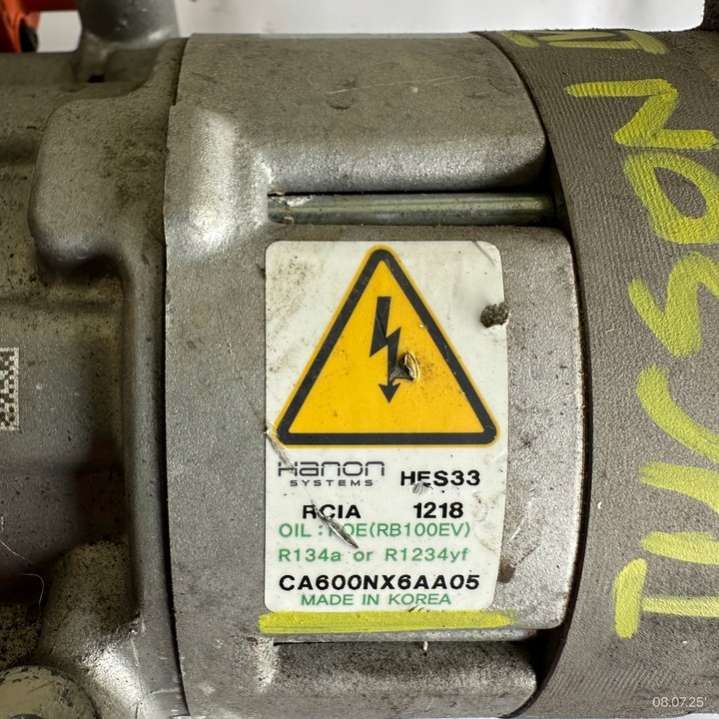 TUCSON
HANON
SYSTEMS HES33
RCIA 1218
OIL : POE(RB100EV)
R134a or R1234yf
CA600NX6AA05
MADE IN KOREA
08.07.25'